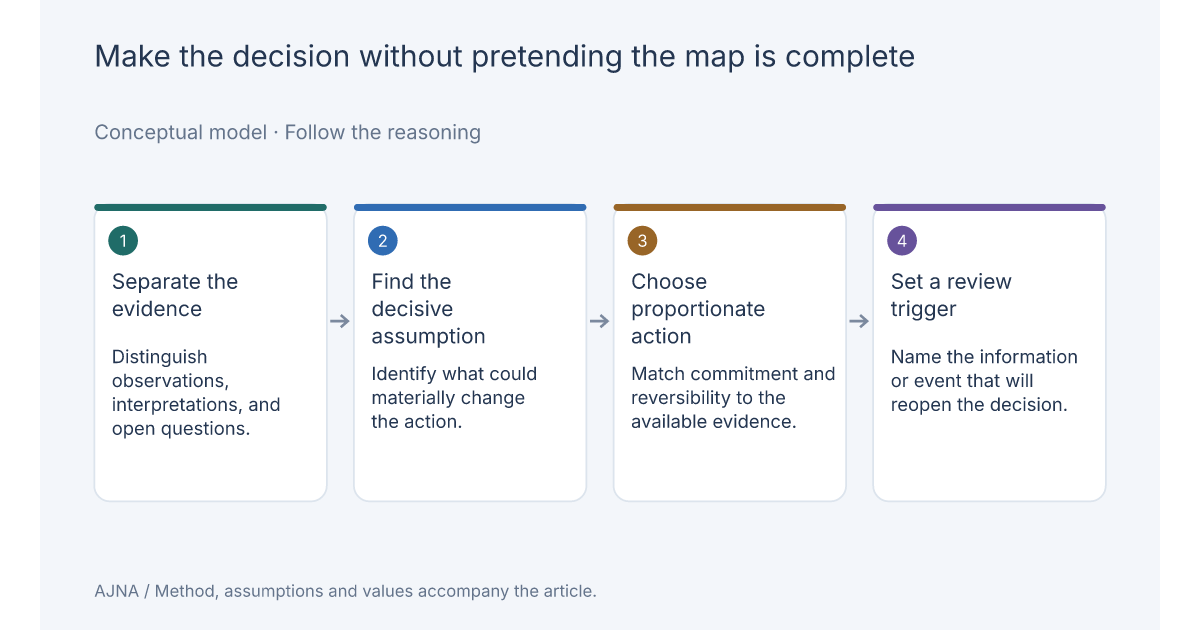 Make the decision without pretending the map is complete
Conceptual model · Follow the reasoning
1
Separate the
evidence
Distinguish
observations,
interpretations, and
open questions.
2
Find the
decisive
assumption
Identify what could
materially change
the action.
3
Choose
proportionate
action
Match commitment and
reversibility to the
available evidence.
4
Set a review
trigger
Name the information
or event that will
reopen the decision.
AJNA / Method, assumptions and values accompany the article.